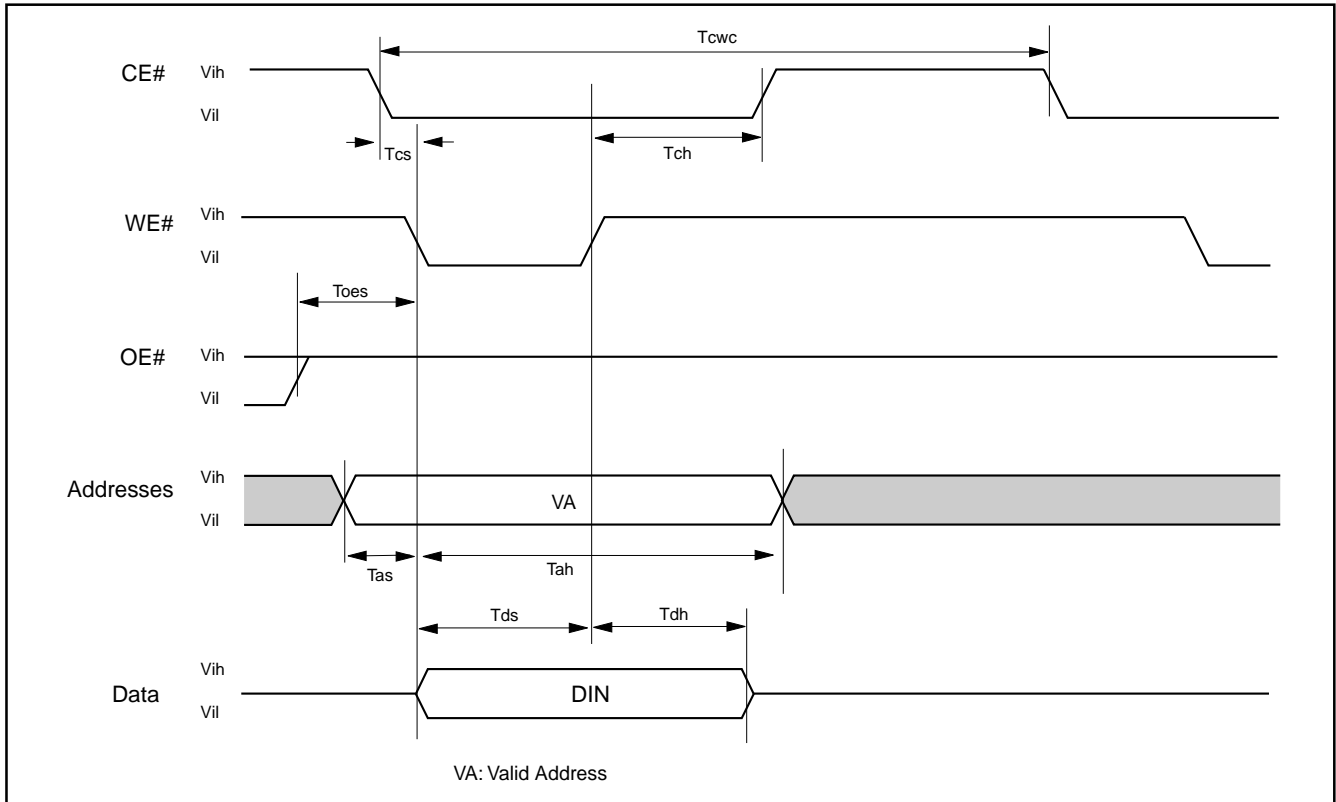 Tcwc
CE#
Vih
Vil
Tcs
Tch
WE#
Vih
Vil
Toes
OE#
Vih
Vil
Addresses
Vih
Vil
VA
Tas
Tah
Tds
Tdh
Data
Vih
Vil
DIN
VA: Valid Address